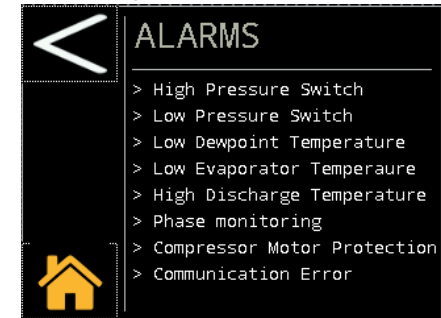 ALARMS
> High Pressure Switch
> Low Pressure Switch
> Low Dewpoint Temperature
> Low Evaporator Temperaure
> High Discharge Temperature
> Phase monitoring
> Compressor Motor Protection
> Communication Error